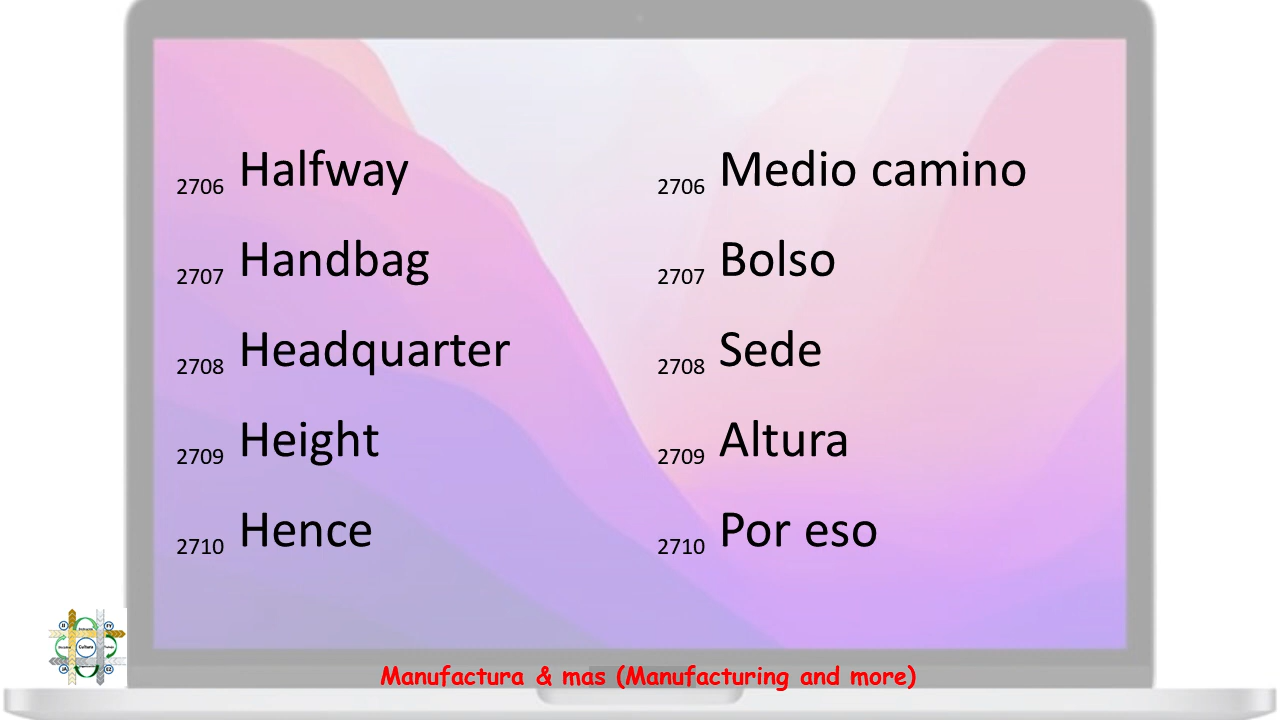 2706 Halfway 2706 Medio camino
2707 Handbag 2707 Bolso
2708 Headquarter 2708 Sede
2709 Height 2709 Altura
2710 Hence 2710 Por eso
Cultura
Manufactura & mas (Manufacturing and more)